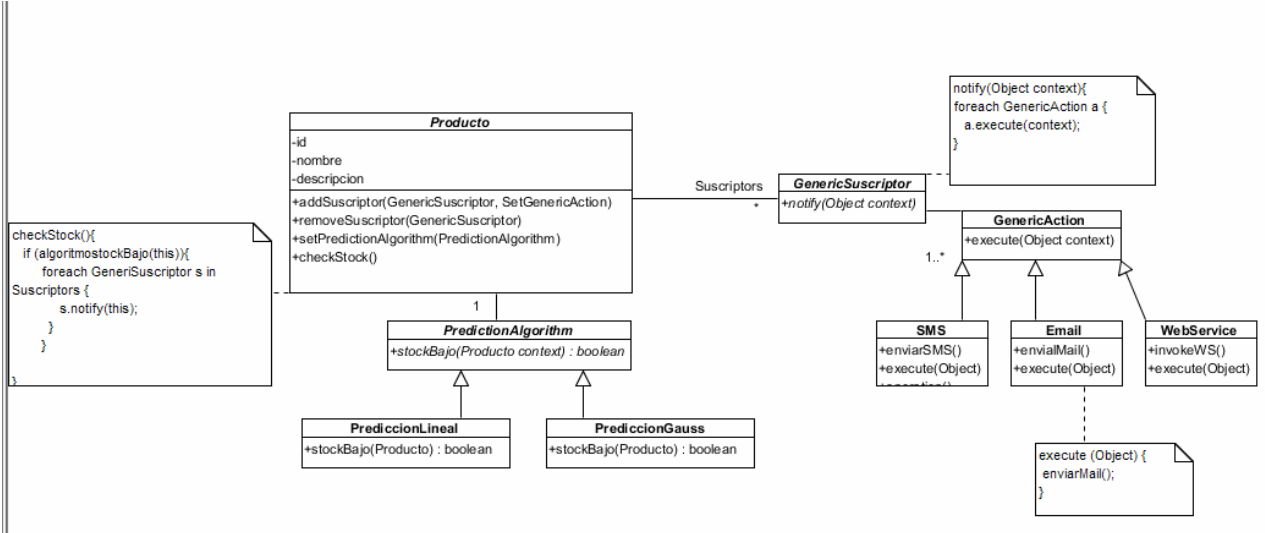 notify(Object context){
foreach GenericAction a {
a.execute(context);
}
Producto
-id
-nombre
-descripcion
+addSuscriptor(GenericSuscriptor, SetGenericAction)
+removeSuscriptor(GenericSuscriptor)
+setPredictionAlgorithm(PredictionAlgorithm)
+checkStock()
Suscriptors
*
GenericSuscriptor
+notify(Object context)
GenericAction
+execute(Object context)
1..*
checkStock(){
if (algoritmostockBajo(this)){
foreach GeneriSuscriptor s in
Suscriptors {
s.notify(this);
}
}
}
1
PredictionAlgorithm
+stockBajo(Producto context) : boolean
PrediccionLineal
+stockBajo(Producto) : boolean
PrediccionGauss
+stockBajo(Producto) : boolean
SMS
+enviarSMS()
+execute(Object)
Email
+envialMail()
+execute(Object)
WebService
+invokeWS()
+execute(Object)
execute (Object) {
enviarMail();
}